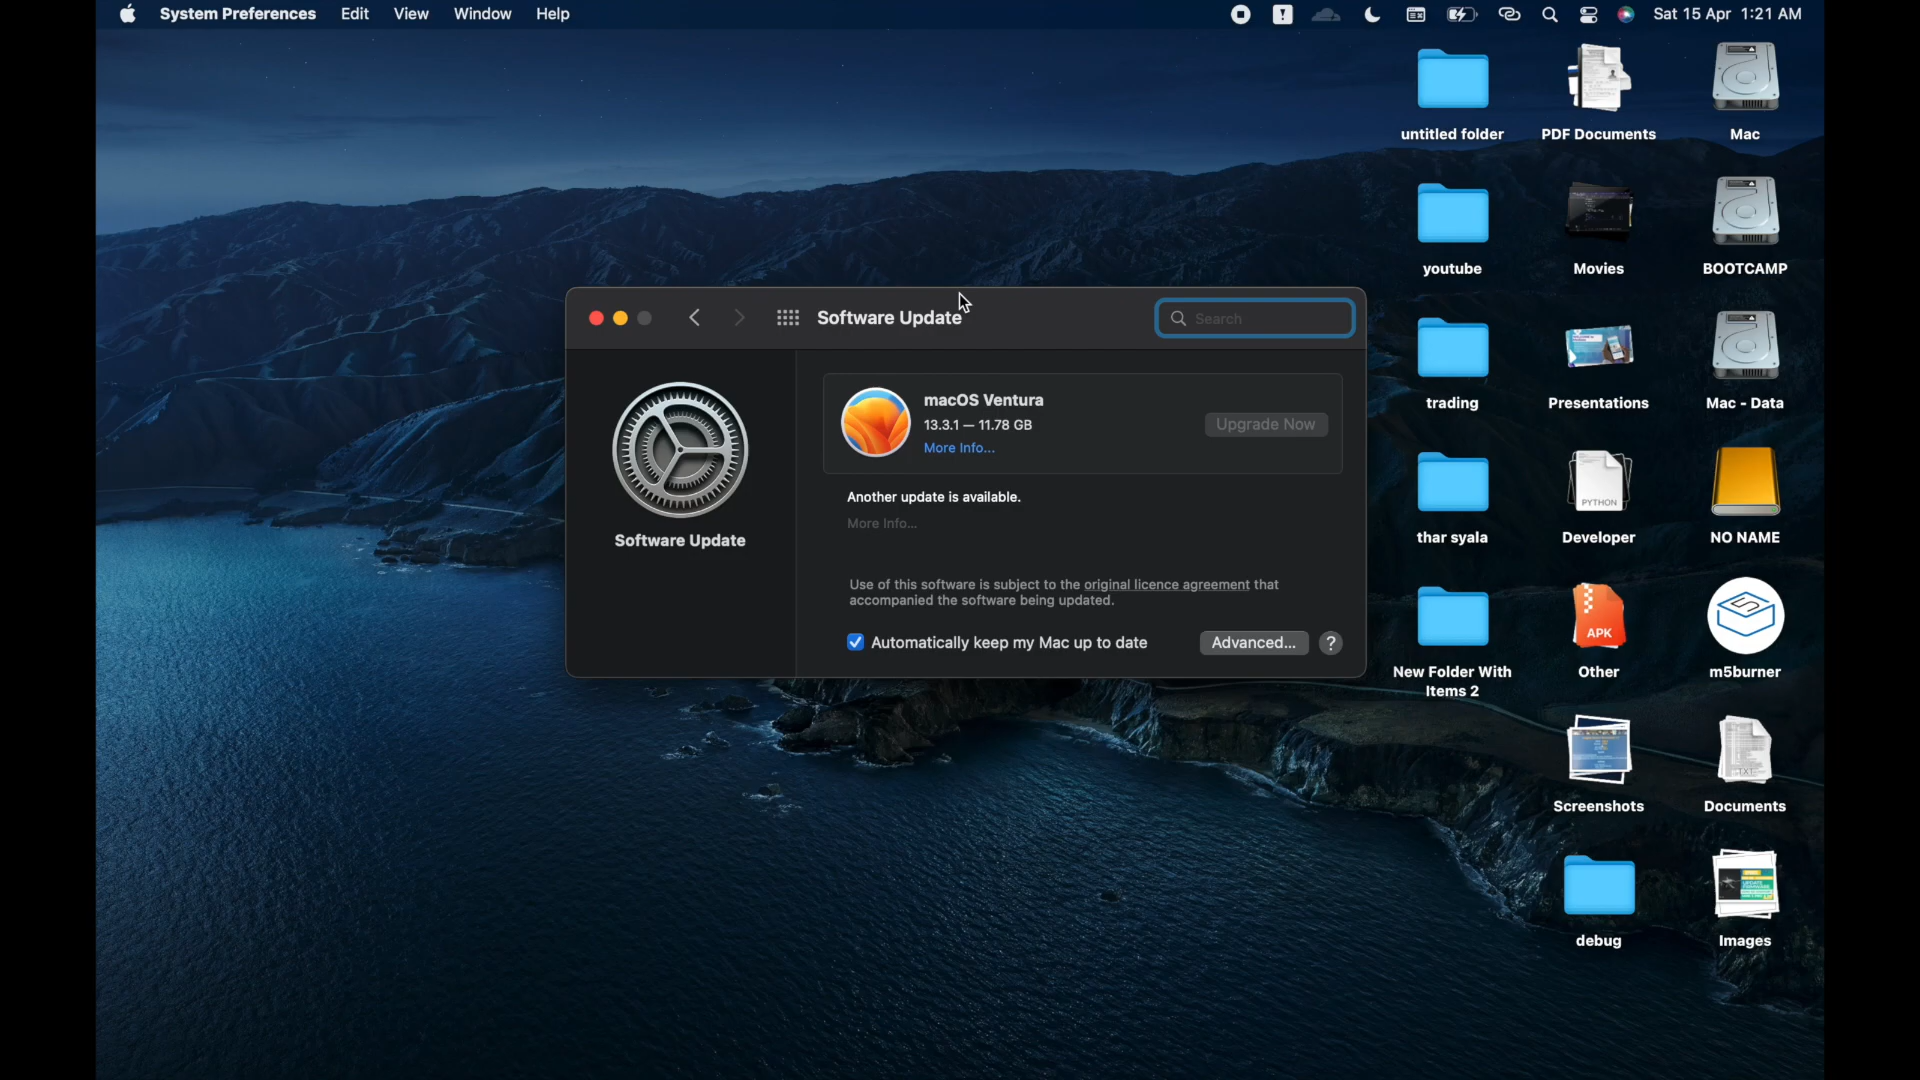 System Preferences Edit View Window Help
Sat 15 Apr 1:21 AM
untitled folder
PDF Documents
Mac
youtube
Movies
BOOTCAMP
Software Update
Search
trading
Presentations
Mac - Data
macOS Ventura
13.3.1 — 11.78 GB
More Info...
Upgrade Now
Another update is available.
More Info...
Software Update
PYTHON
thar syala
Developer
NO NAME
Use of this software is subject to the original licence agreement that
accompanied the software being updated.
Automatically keep my Mac up to date
Advanced...
?
APK
New Folder With
Items 2
Other
m5burner
TXT
Screenshots
Documents
debug
Images